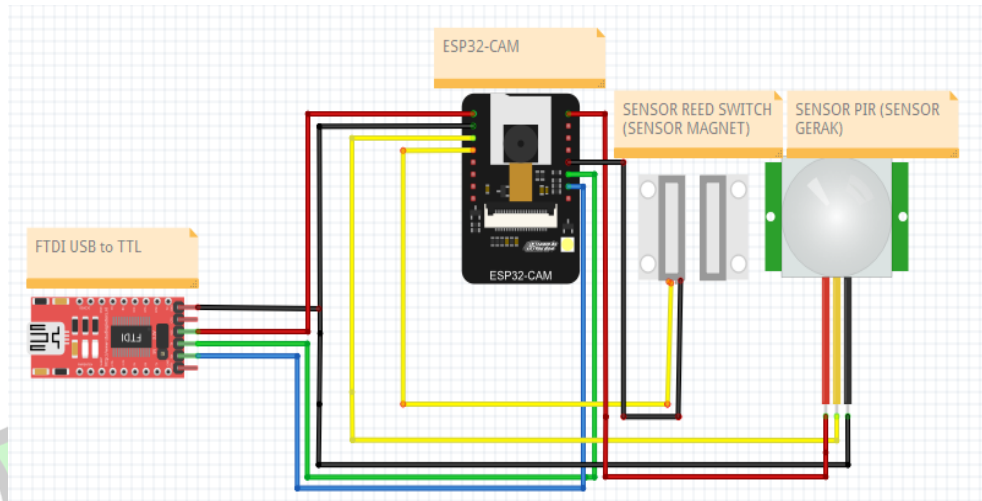 ESP32-CAM
SENSOR REED SWITCH
(SENSOR MAGNET)
SENSOR PIR (SENSOR
GERAK)
FTDI USB to TTL
FTDI
ESP32-CAM